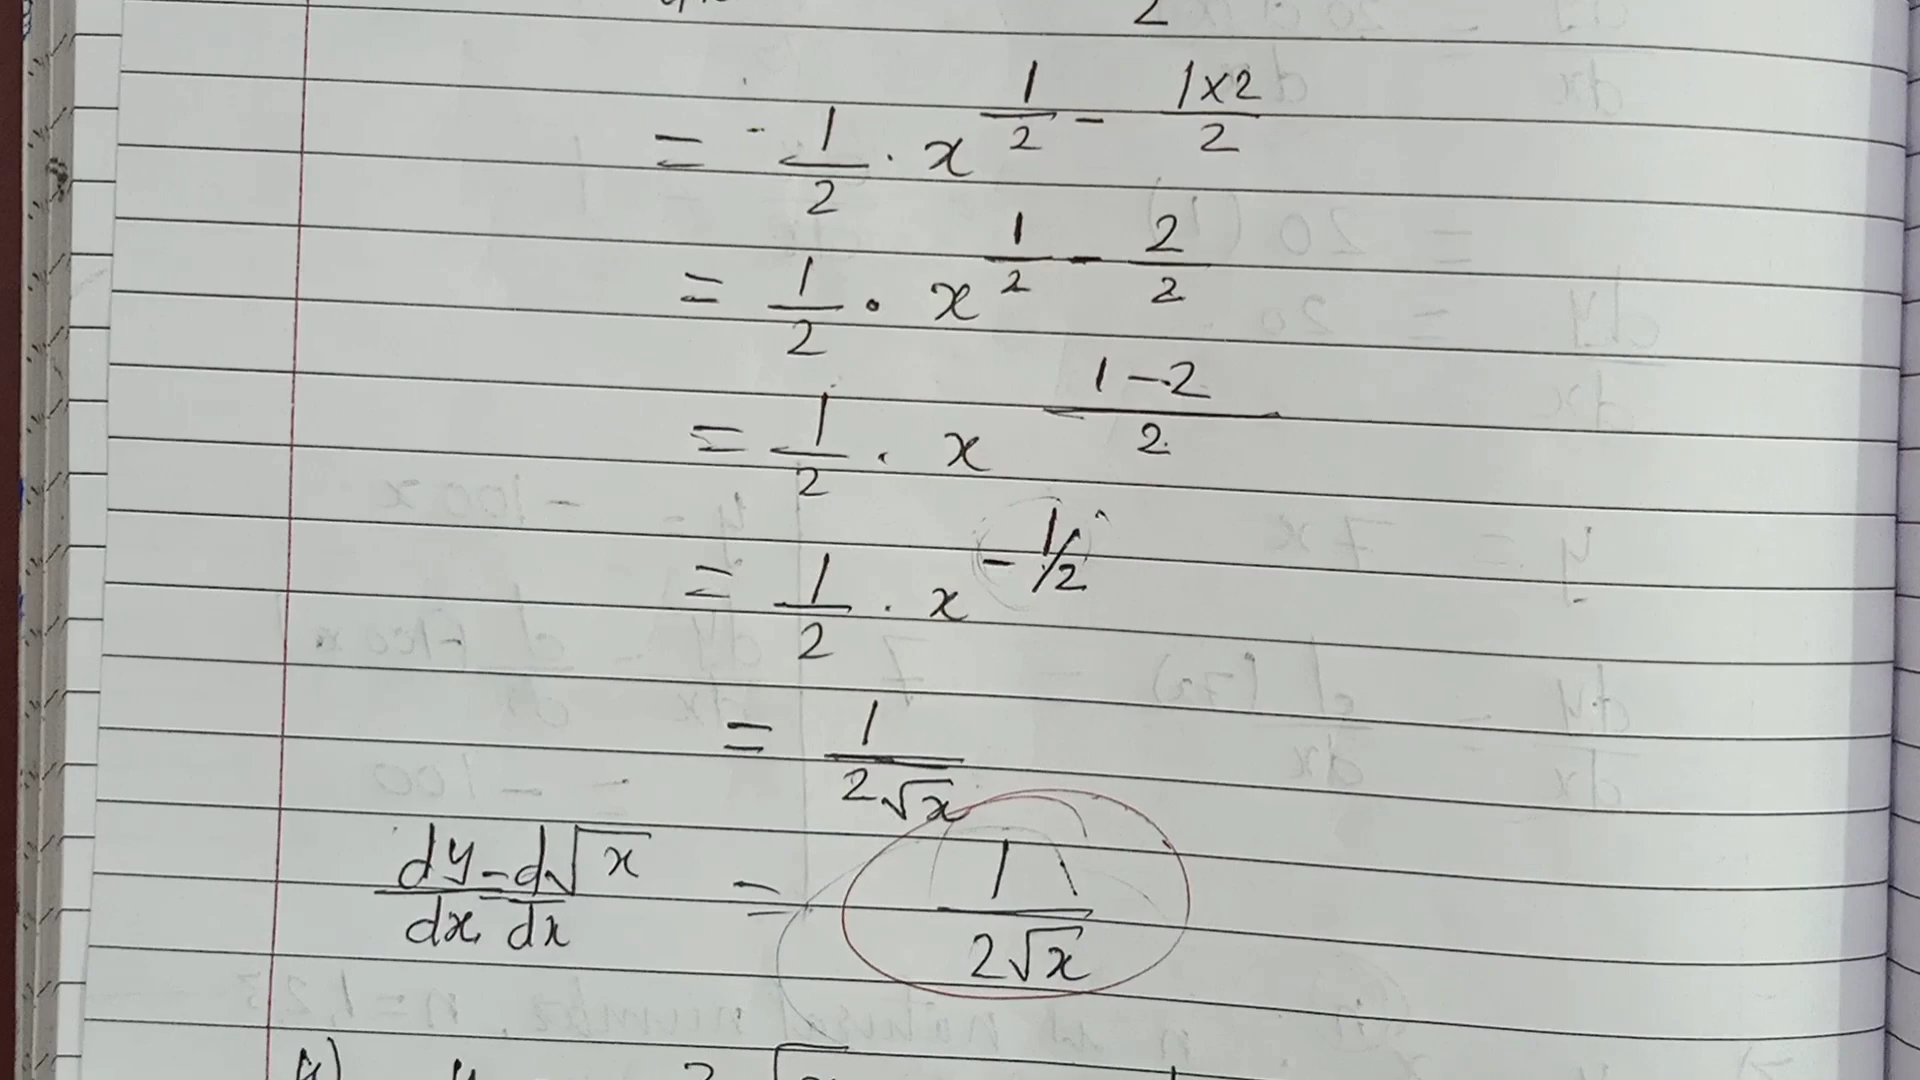 2
= - 1/2 · x^(1/2 - 1×2/2)
= 1/2 · x^(1/2 - 2/2)
= 1/2 · x^((1-2)/2)
= 1/2 · x^(-1/2)
= 1/(2√x)
dy/dx = d√x/dx = 1/(2√x)